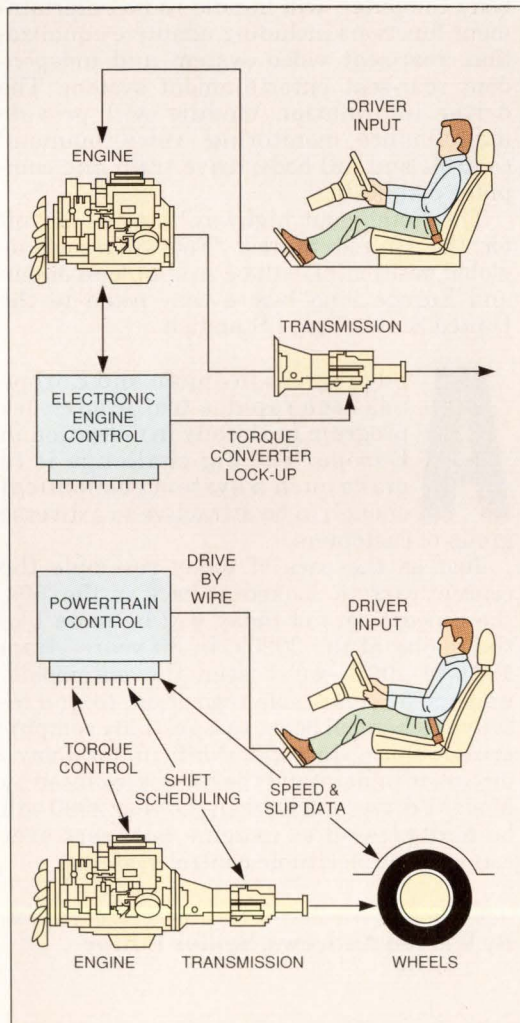 DRIVER
INPUT
ENGINE
TRANSMISSION
ELECTRONIC
ENGINE
CONTROL
TORQUE
CONVERTER
LOCK-UP
DRIVE
BY
WIRE
POWERTRAIN
CONTROL
DRIVER
INPUT
TORQUE
CONTROL
SHIFT
SCHEDULING
SPEED &
SLIP DATA
ENGINE
TRANSMISSION
WHEELS